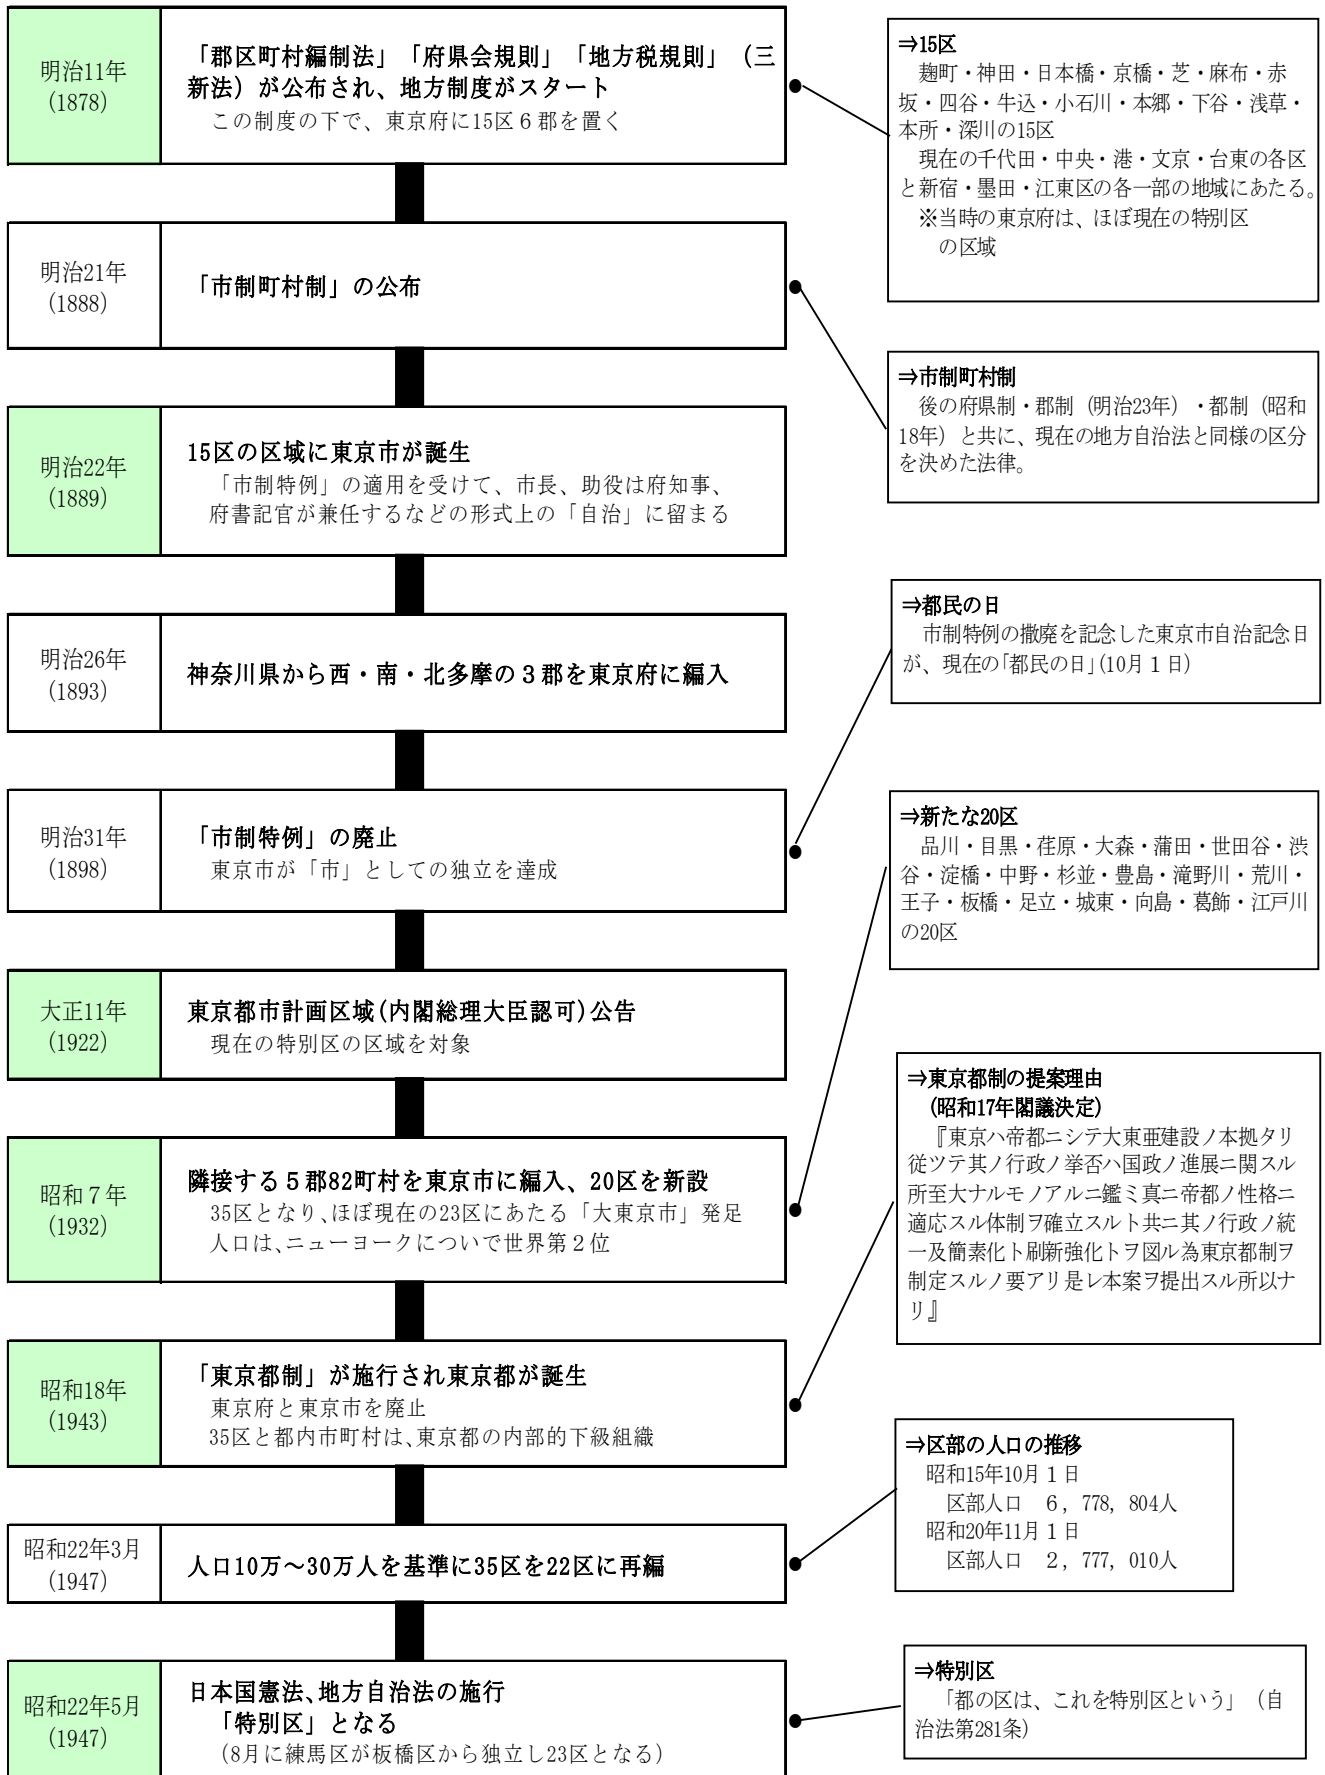 明治11年
(1878)
「郡区町村編制法」「府県会規則」「地方税規則」（三
新法）が公布され、地方制度がスタート
この制度の下で、東京府に15区６郡を置く
⇒15区
麹町・神田・日本橋・京橋・芝・麻布・赤
坂・四谷・牛込・小石川・本郷・下谷・浅草・
本所・深川の15区
現在の千代田・中央・港・文京・台東の各区
と新宿・墨田・江東区の各一部の地域にあたる。
※当時の東京府は、ほぼ現在の特別区
の区域
明治21年
(1888)
「市制町村制」の公布
⇒市制町村制
後の府県制・郡制（明治23年）・都制（昭和
18年）と共に、現在の地方自治法と同様の区分
を決めた法律。
明治22年
(1889)
15区の区域に東京市が誕生
「市制特例」の適用を受けて、市長、助役は府知事、
府書記官が兼任するなどの形式上の「自治」に留まる
明治26年
(1893)
神奈川県から西・南・北多摩の３郡を東京府に編入
⇒都民の日
市制特例の撤廃を記念した東京市自治記念日
が、現在の｢都民の日｣(10月１日)
明治31年
(1898)
「市制特例」の廃止
東京市が「市」としての独立を達成
⇒新たな20区
品川・目黒・荏原・大森・蒲田・世田谷・渋
谷・淀橋・中野・杉並・豊島・滝野川・荒川・
王子・板橋・足立・城東・向島・葛飾・江戸川
の20区
大正11年
(1922)
東京都市計画区域(内閣総理大臣認可)公告
現在の特別区の区域を対象
昭和７年
(1932)
隣接する５郡82町村を東京市に編入、20区を新設
35区となり､ほぼ現在の23区にあたる「大東京市」発足
人口は､ニューヨークについで世界第２位
⇒東京都制の提案理由
(昭和17年閣議決定)
『東京ハ帝都ニシテ大東亜建設ノ本拠タリ
従ツテ其ノ行政ノ挙否ハ国政ノ進展ニ関スル
所至大ナルモノアルニ鑑ミ真ニ帝都ノ性格ニ
適応スル体制ヲ確立スルト共ニ其ノ行政ノ統
一及簡素化ト刷新強化トヲ図ル為東京都制ヲ
制定スルノ要アリ是レ本案ヲ提出スル所以ナ
リ』
昭和18年
(1943)
「東京都制」が施行され東京都が誕生
東京府と東京市を廃止
35区と都内市町村は､東京都の内部的下級組織
⇒区部の人口の推移
昭和15年10月１日
区部人口　６，778，804人
昭和20年11月１日
区部人口　２，777，010人
昭和22年3月
(1947)
人口10万～30万人を基準に35区を22区に再編
昭和22年5月
(1947)
日本国憲法､地方自治法の施行
「特別区」となる
（8月に練馬区が板橋区から独立し23区となる）
⇒特別区
「都の区は、これを特別区という」（自
治法第281条）